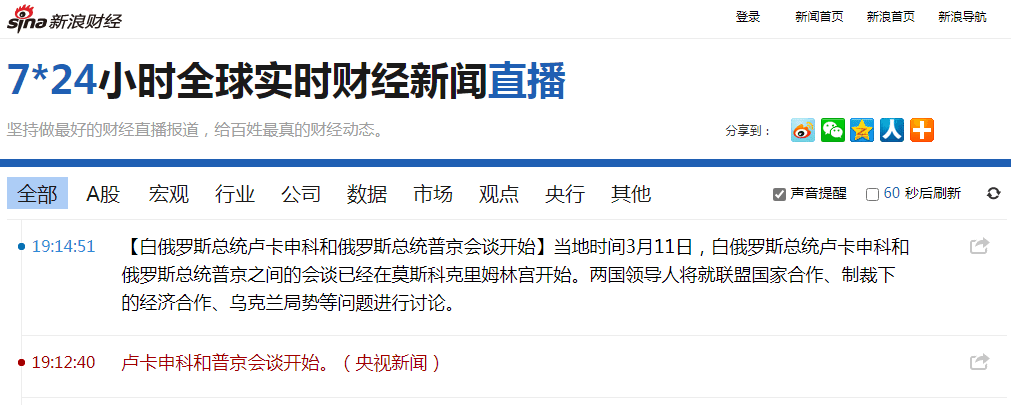 sina新浪财经
登录 新闻首页 新浪首页 新浪导航
7*24小时全球实时财经新闻直播
坚持做最好的财经直播报道，给百姓最真的财经动态。
分享到：
全部 A股 宏观 行业 公司 数据 市场 观点 央行 其他
声音提醒 60 秒后刷新
19:14:51 【白俄罗斯总统卢卡申科和俄罗斯总统普京会谈开始】当地时间3月11日，白俄罗斯总统卢卡申科和
俄罗斯总统普京之间的会谈已经在莫斯科克里姆林宫开始。两国领导人将就联盟国家合作、制裁下
的经济合作、乌克兰局势等问题进行讨论。
19:12:40 卢卡申科和普京会谈开始。（央视新闻）